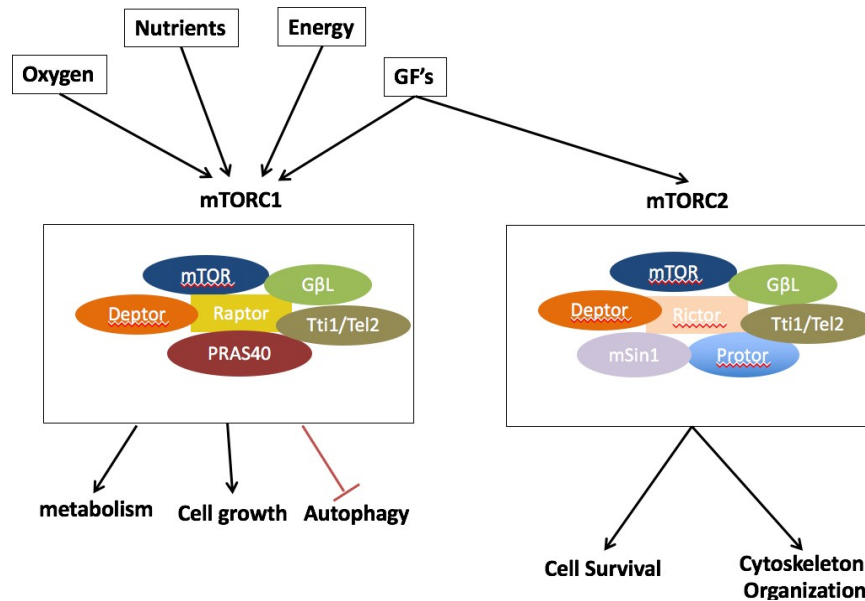 Nutrients
Energy
Oxygen
GF's
mTORC1
mTORC2
mTOR
GβL
Deptor
Raptor
Tti1/Tel2
PRAS40
mTOR
GβL
Deptor
Rictor
Tti1/Tel2
mSin1
Protor
metabolism
Cell growth
Autophagy
Cell Survival
Cytoskeleton
Organization